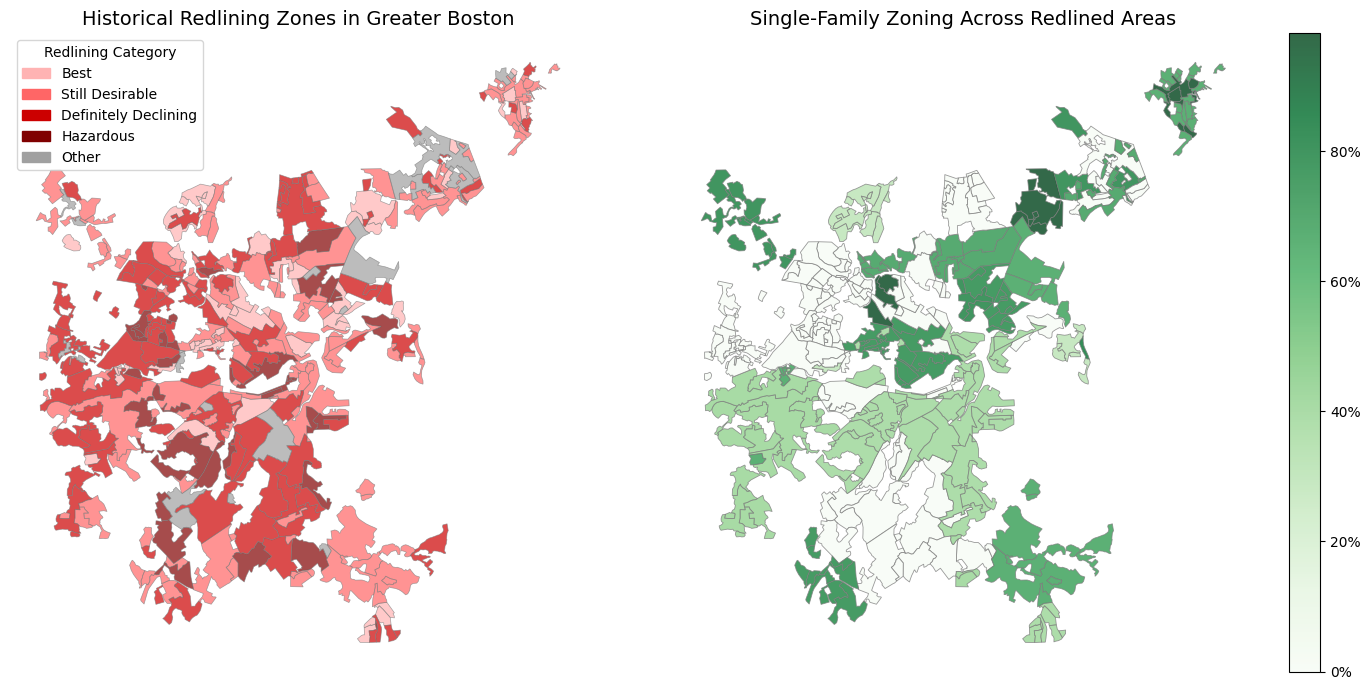 Historical Redlining Zones in Greater Boston
Redlining Category
Best
Still Desirable
Definitely Declining
Hazardous
Other
Single-Family Zoning Across Redlined Areas
80%
60%
40%
20%
0%